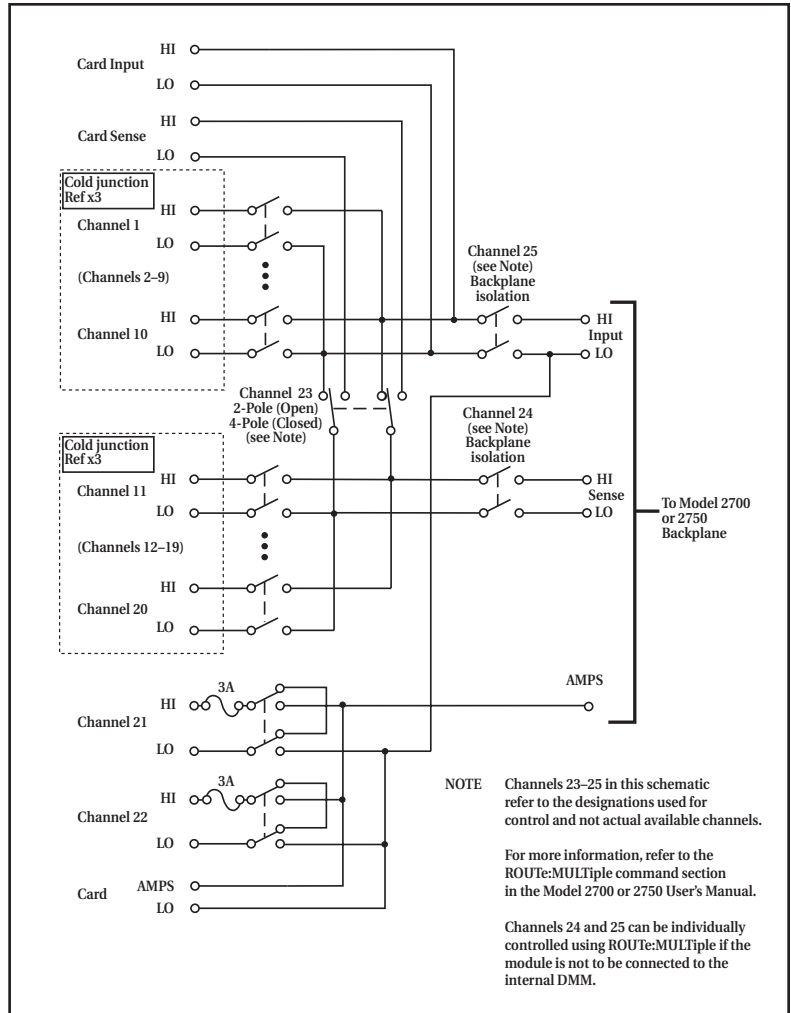 Card Input
HI
LO
Card Sense
HI
LO
Cold junction
Ref x3
Channel 1
HI
LO
(Channels 2–9)
Channel 10
HI
LO
Channel 25
(see Note)
Backplane
isolation
HI
Input
LO
Channel 23
2-Pole (Open)
4-Pole (Closed)
(see Note)
Channel 24
(see Note)
Backplane
isolation
Cold junction
Ref x3
Channel 11
HI
LO
(Channels 12–19)
Channel 20
HI
LO
HI
Sense
LO
To Model 2700
or 2750
Backplane
AMPS
Channel 21
HI
3A
LO
Channel 22
HI
3A
LO
Card
AMPS
LO
NOTE Channels 23–25 in this schematic
refer to the designations used for
control and not actual available channels.
For more information, refer to the
ROUTe:MULTiple command section
in the Model 2700 or 2750 User's Manual.
Channels 24 and 25 can be individually
controlled using ROUTe:MULTiple if the
module is not to be connected to the
internal DMM.